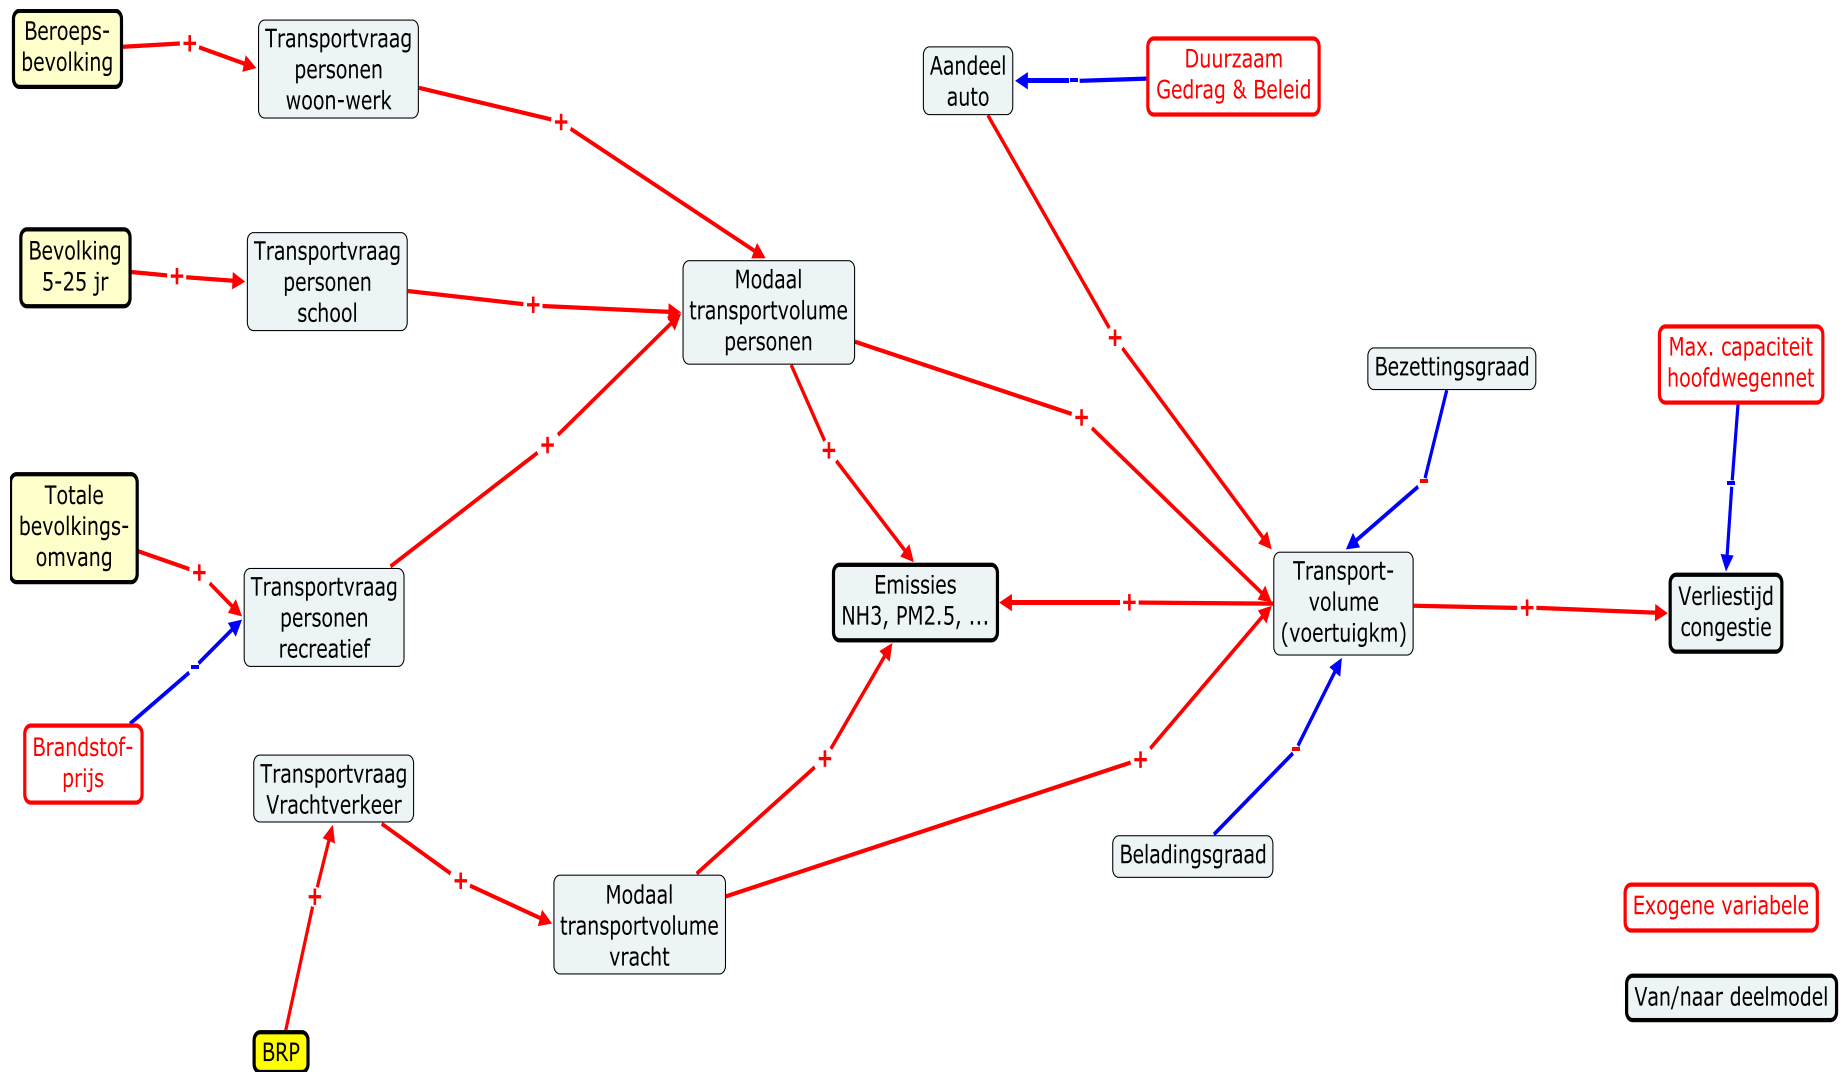 Beroeps-
bevolking
+
Transportvraag
personen
woon-werk
+
Aandeel
auto
-
Duurzaam
Gedrag & Beleid
Bevolking
5-25 jr
+
Transportvraag
personen
school
+
Modaal
transportvolume
personen
+
+
+
+
Bezettingsgraad
-
Max. capaciteit
hoofdwegennet
-
Totale
bevolkings-
omvang
+
Transportvraag
personen
recreatief
-
Brandstof-
prijs
Emissies
NH3, PM2.5, ...
+
Transport-
volume
(voertuigkm)
+
Verliestijd
congestie
Transportvraag
Vrachtverkeer
+
+
+
+
-
Beladingsgraad
Modaal
transportvolume
vracht
BRP
Exogene variabele
Van/naar deelmodel